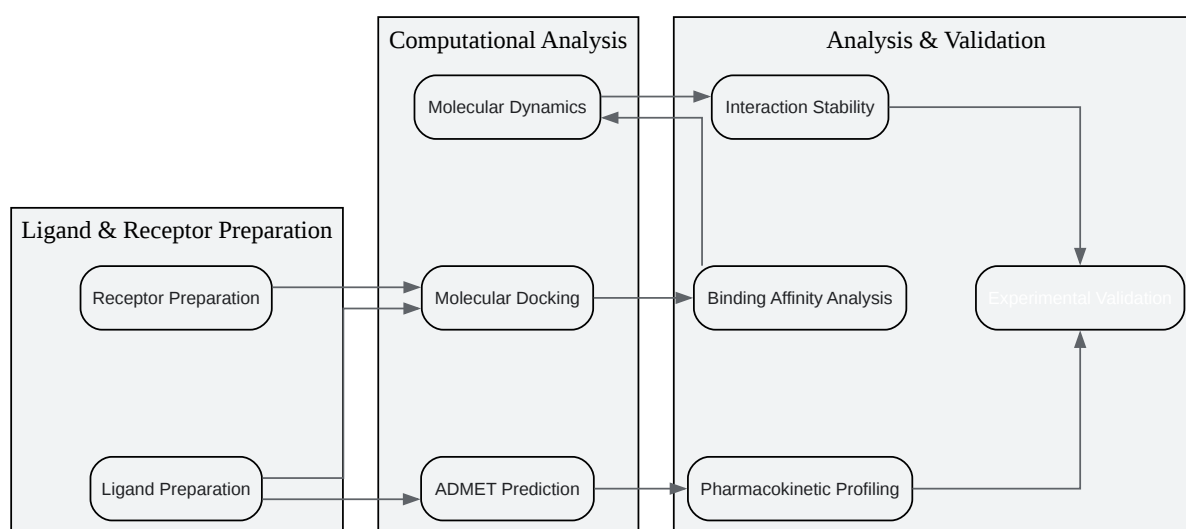 Computational Analysis
Analysis & Validation
Molecular Dynamics
Interaction Stability
Ligand & Receptor Preparation
Receptor Preparation
Molecular Docking
Binding Affinity Analysis
Experimental Validation
Ligand Preparation
ADMET Prediction
Pharmacokinetic Profiling